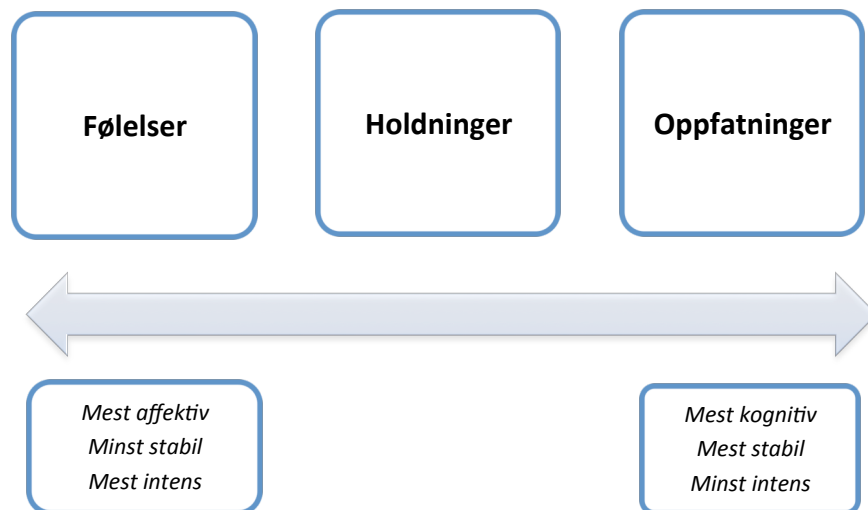 Følelser
Holdninger
Oppfatninger
Mest affektiv
Minst stabil
Mest intens
Mest kognitiv
Mest stabil
Minst intens